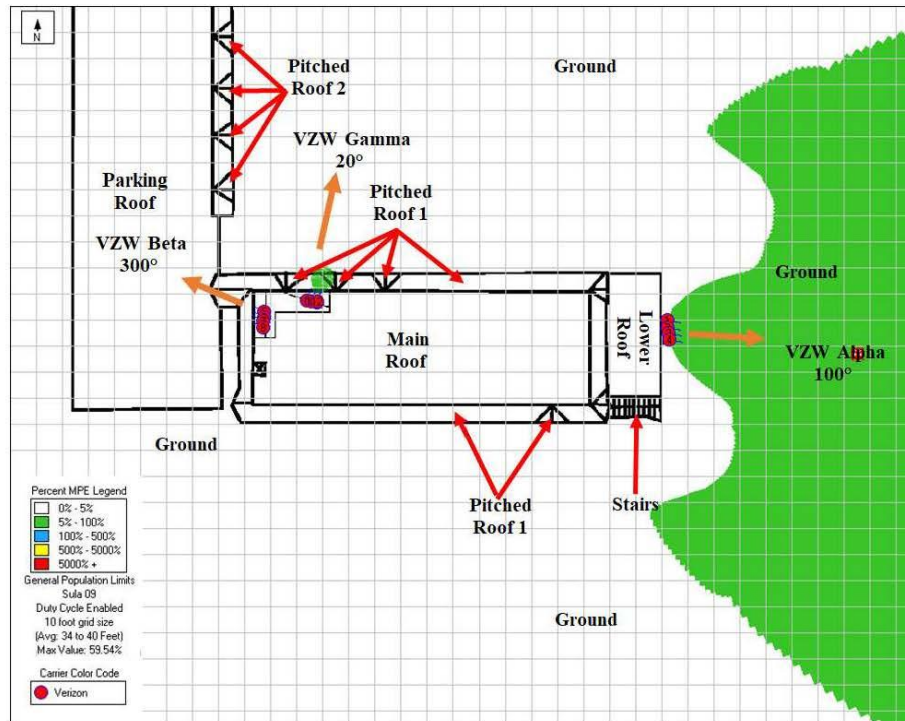 N
Pitched
Roof 2
Ground
VZW Gamma
20°
Parking
Roof
Pitched
Roof 1
VZW Beta
300°
Ground
Main
Roof
Lower
Roof
VZW Alpha
100°
Ground
Pitched
Roof 1
Stairs
Percent MPE Legend
0% - 5%
5% - 100%
100% - 500%
500% - 5000%
5000% +
General Population Limits
Sula 09
Duty Cycle Enabled
10 foot grid size
(Avg: 34 to 40 Feet)
Max Value: 59.54%
Ground
Carrier Color Code
Verizon